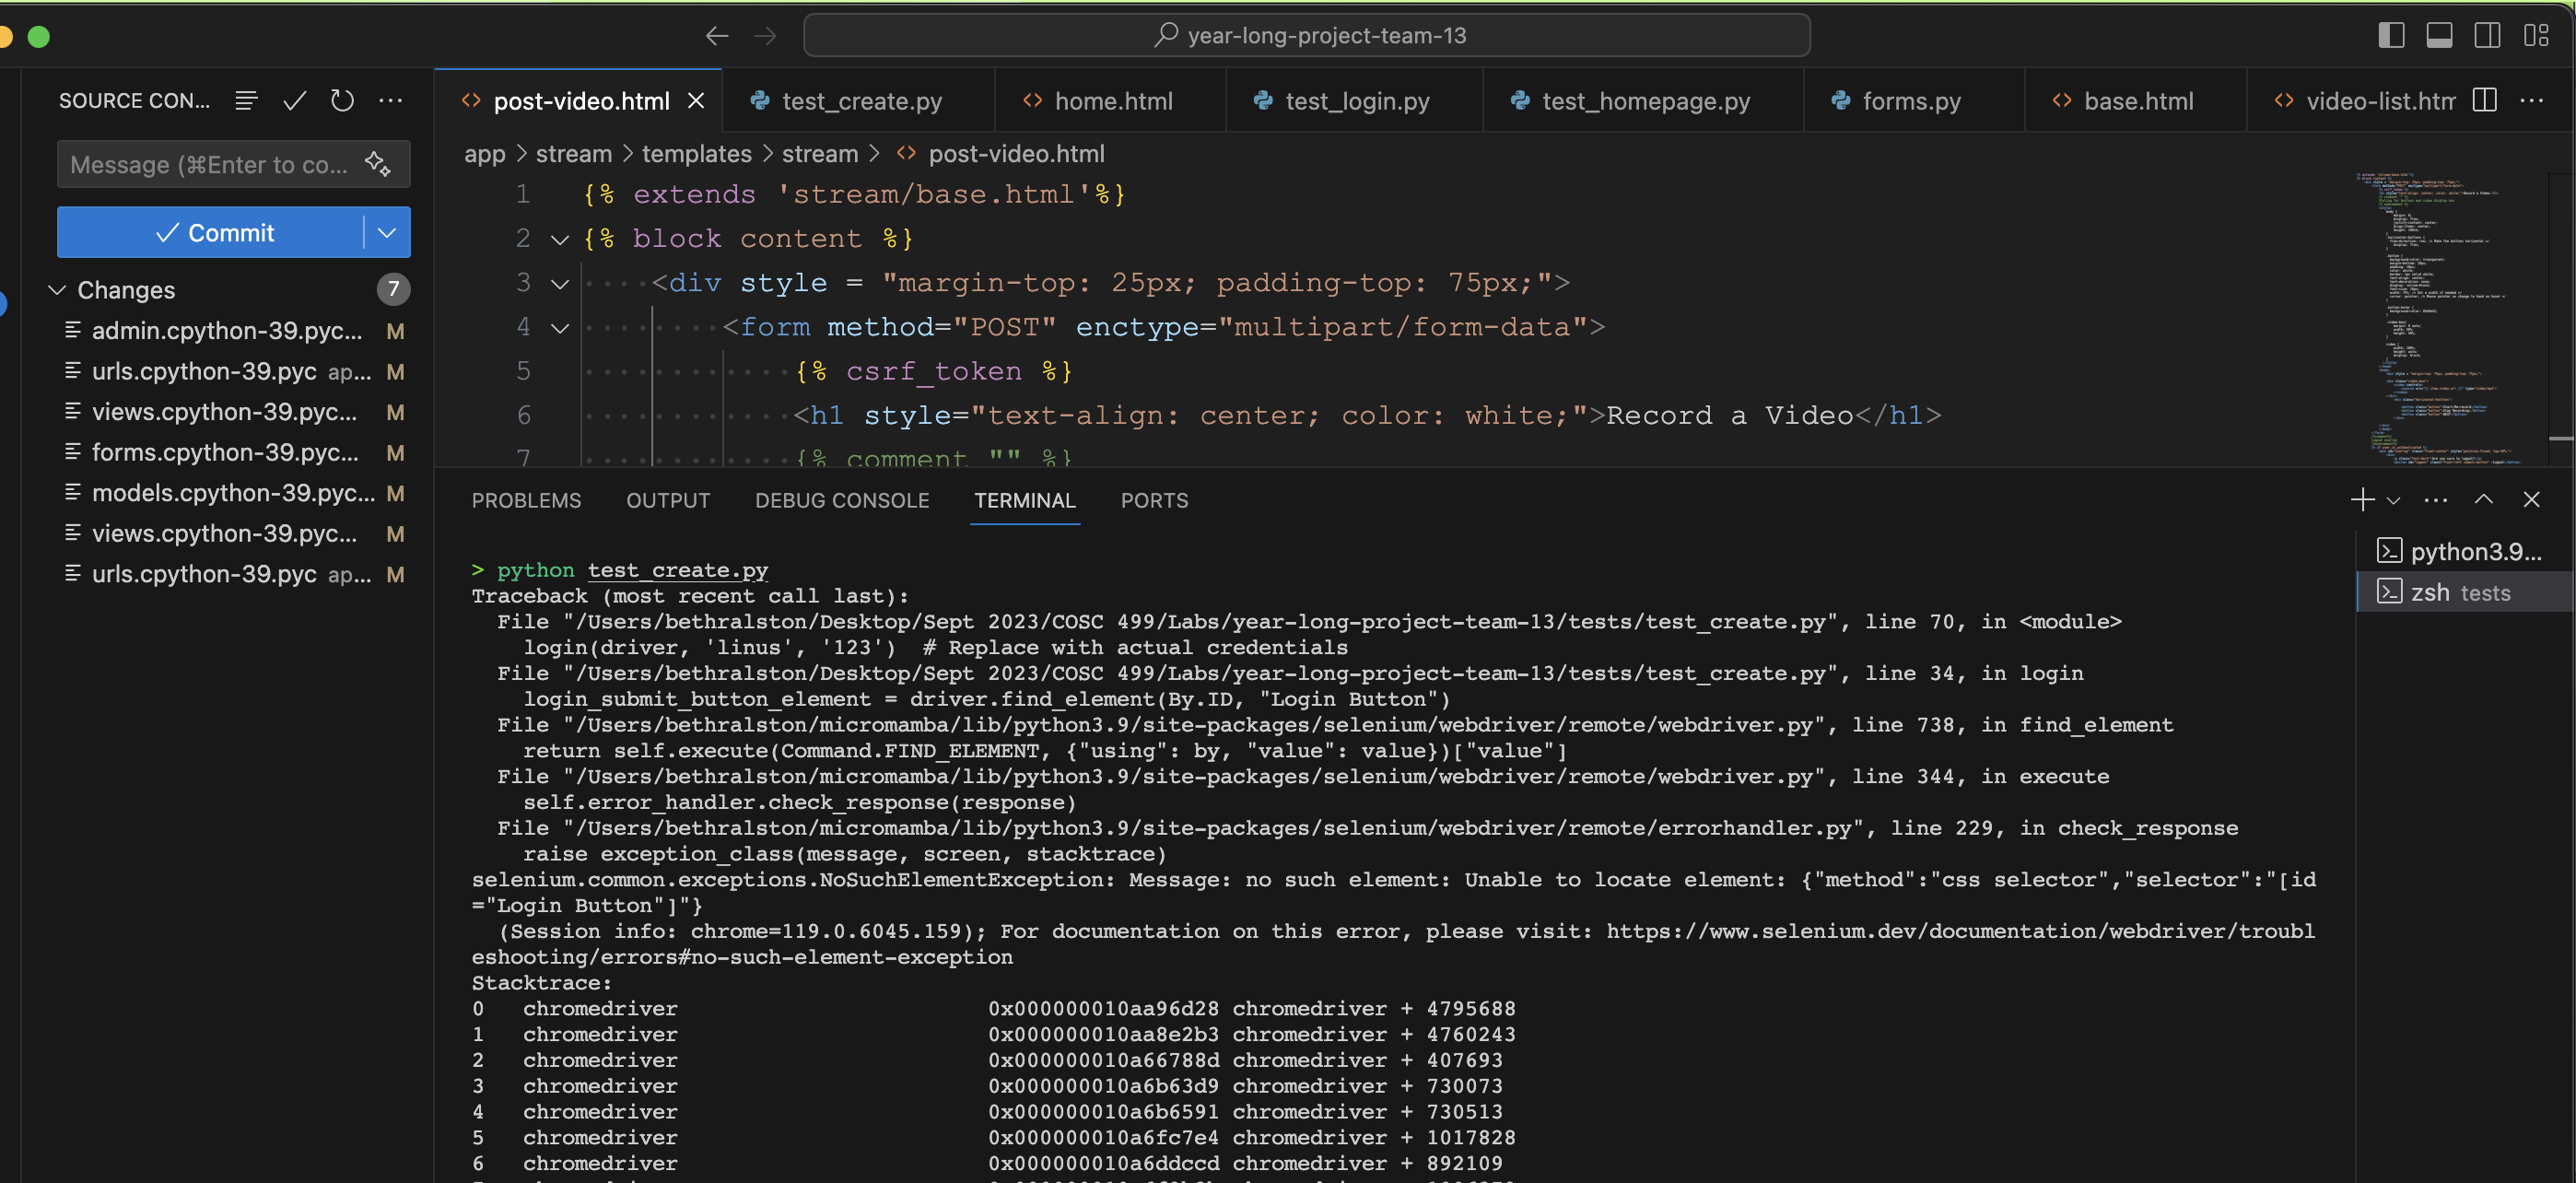 year-long-project-team-13
SOURCE CON...
Message (⌘Enter to co...
Commit
Changes 7
admin.cpython-39.pyc... M
urls.cpython-39.pyc ap... M
views.cpython-39.pyc... M
forms.cpython-39.pyc... M
models.cpython-39.pyc... M
views.cpython-39.pyc... M
urls.cpython-39.pyc ap... M
post-video.html test_create.py home.html test_login.py test_homepage.py forms.py base.html video-list.htm
app > stream > templates > stream > post-video.html
1 {% extends 'stream/base.html'%}
2 {% block content %}
3 <div style = "margin-top: 25px; padding-top: 75px;">
4 <form method="POST" enctype="multipart/form-data">
5 {% csrf_token %}
6 <h1 style="text-align: center; color: white;">Record a Video</h1>
7 {% comment "" %}
PROBLEMS OUTPUT DEBUG CONSOLE TERMINAL PORTS
python3.9...
zsh tests
> python test_create.py
Traceback (most recent call last):
File "/Users/bethralston/Desktop/Sept 2023/COSC 499/Labs/year-long-project-team-13/tests/test_create.py", line 70, in <module>
login(driver, 'linus', '123') # Replace with actual credentials
File "/Users/bethralston/Desktop/Sept 2023/COSC 499/Labs/year-long-project-team-13/tests/test_create.py", line 34, in login
login_submit_button_element = driver.find_element(By.ID, "Login Button")
File "/Users/bethralston/micromamba/lib/python3.9/site-packages/selenium/webdriver/remote/webdriver.py", line 738, in find_element
return self.execute(Command.FIND_ELEMENT, {"using": by, "value": value})["value"]
File "/Users/bethralston/micromamba/lib/python3.9/site-packages/selenium/webdriver/remote/webdriver.py", line 344, in execute
self.error_handler.check_response(response)
File "/Users/bethralston/micromamba/lib/python3.9/site-packages/selenium/webdriver/remote/errorhandler.py", line 229, in check_response
raise exception_class(message, screen, stacktrace)
selenium.common.exceptions.NoSuchElementException: Message: no such element: Unable to locate element: {"method":"css selector","selector":"[id
="Login Button"]"}
(Session info: chrome=119.0.6045.159); For documentation on this error, please visit: https://www.selenium.dev/documentation/webdriver/troubl
eshooting/errors#no-such-element-exception
Stacktrace:
0 chromedriver 0x000000010aa96d28 chromedriver + 4795688
1 chromedriver 0x000000010aa8e2b3 chromedriver + 4760243
2 chromedriver 0x000000010a66788d chromedriver + 407693
3 chromedriver 0x000000010a6b63d9 chromedriver + 730073
4 chromedriver 0x000000010a6b6591 chromedriver + 730513
5 chromedriver 0x000000010a6fc7e4 chromedriver + 1017828
6 chromedriver 0x000000010a6ddccd chromedriver + 892109